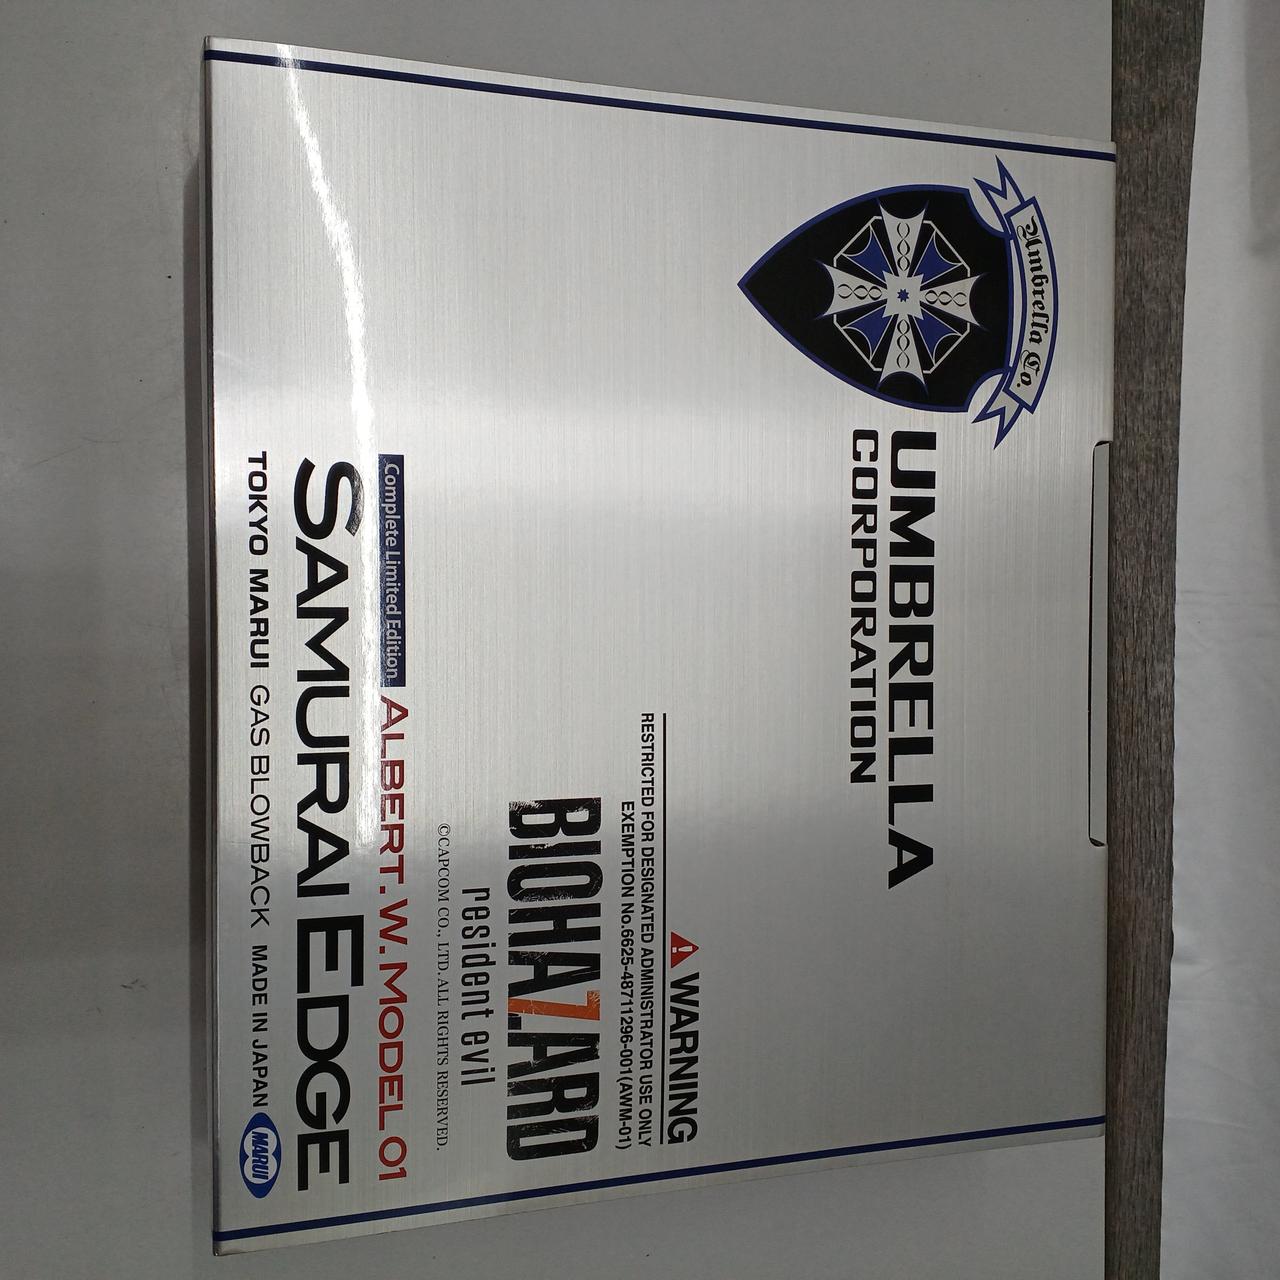 Umbrella Co.
UMBRELLA
CORPORATION
WARNING
RESTRICTED FOR DESIGNATED ADMINISTRATOR USE ONLY
EXEMPTION No.6625-48711296-001(AWM-01)
BIOHAZARD
resident evil
©CAPCOM CO., LTD. ALL RIGHTS RESERVED.
Complete Limited Edition ALBERT. W. MODEL 01
SAMURAI EDGE
TOKYO MARUI GAS BLOWBACK MADE IN JAPAN MARUI